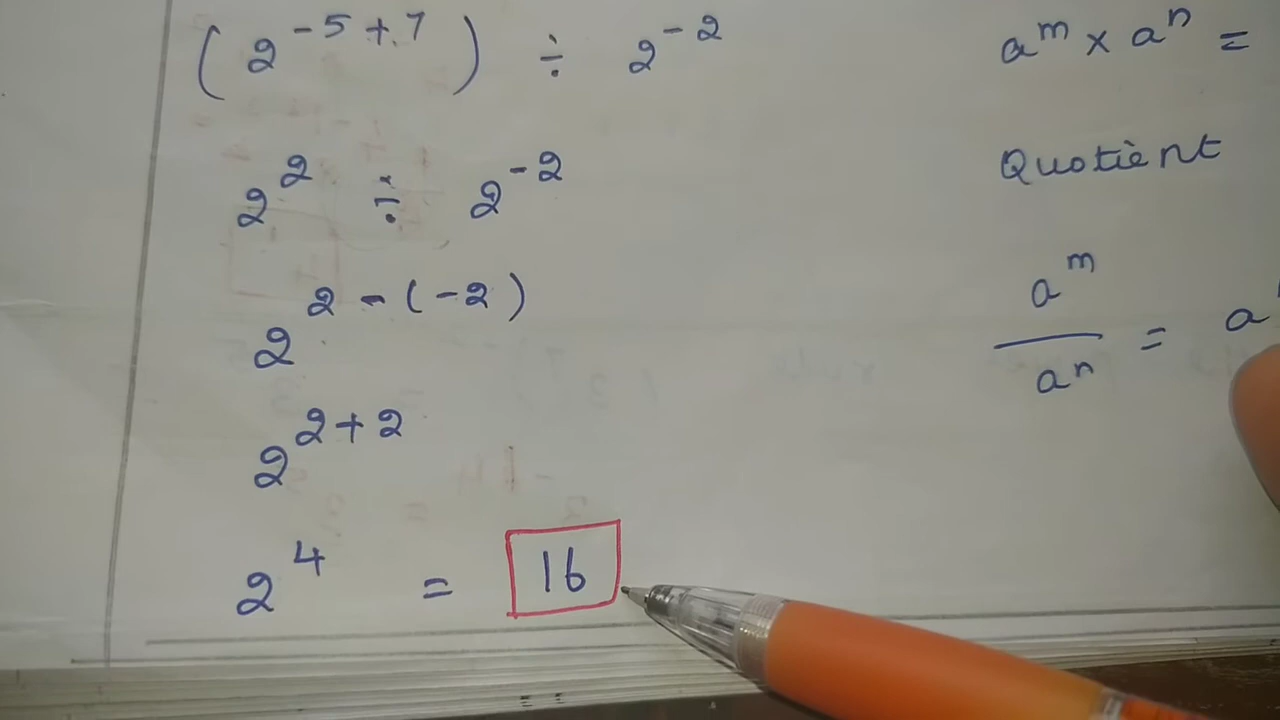 (2^{-5+7}) ÷ 2^{-2}
2^{2} ÷ 2^{-2}
2^{2-(-2)}
2^{2+2}
2^{4} = 16
a^{m} × a^{n} =
Quotient
a^{m}/a^{n} = a